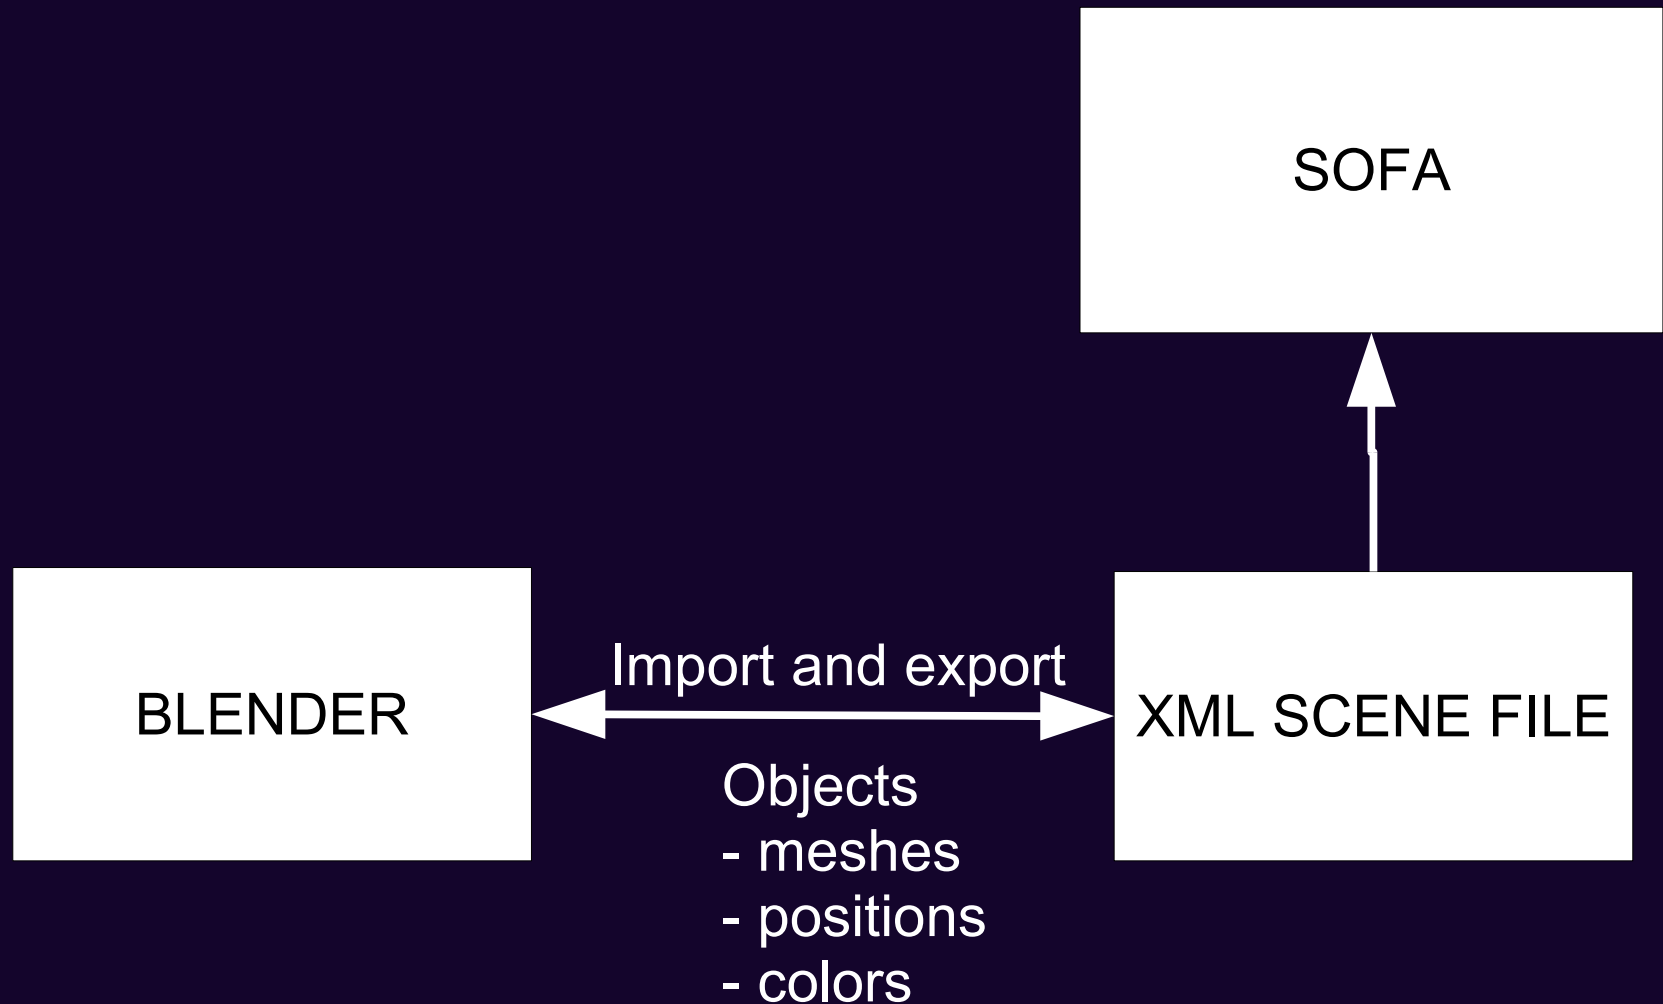 SOFA
BLENDER
Import and export
XML SCENE FILE
Objects
- meshes
- positions
- colors